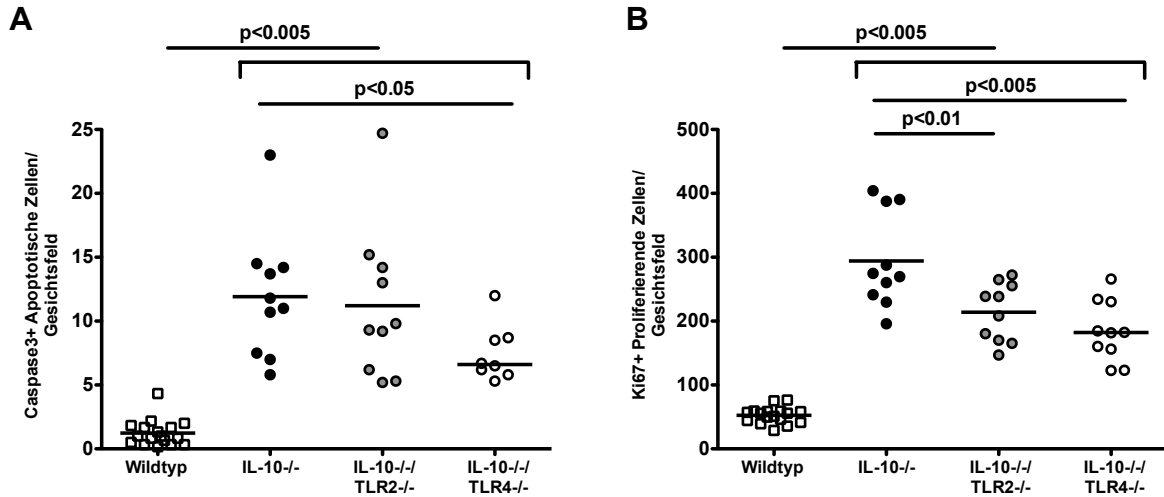 A
p<0.005
p<0.05
Caspase3+ Apoptotische Zellen/
Gesichtsfeld
25
20
15
10
5
0
Wildtyp
IL-10-/-
IL-10-/-/
TLR2-/-
IL-10-/-/
TLR4-/-
B
p<0.005
p<0.005
p<0.01
Ki67+ Proliferierende Zellen/
Gesichtsfeld
500
400
300
200
100
0
Wildtyp
IL-10-/-
IL-10-/-/
TLR2-/-
IL-10-/-/
TLR4-/-